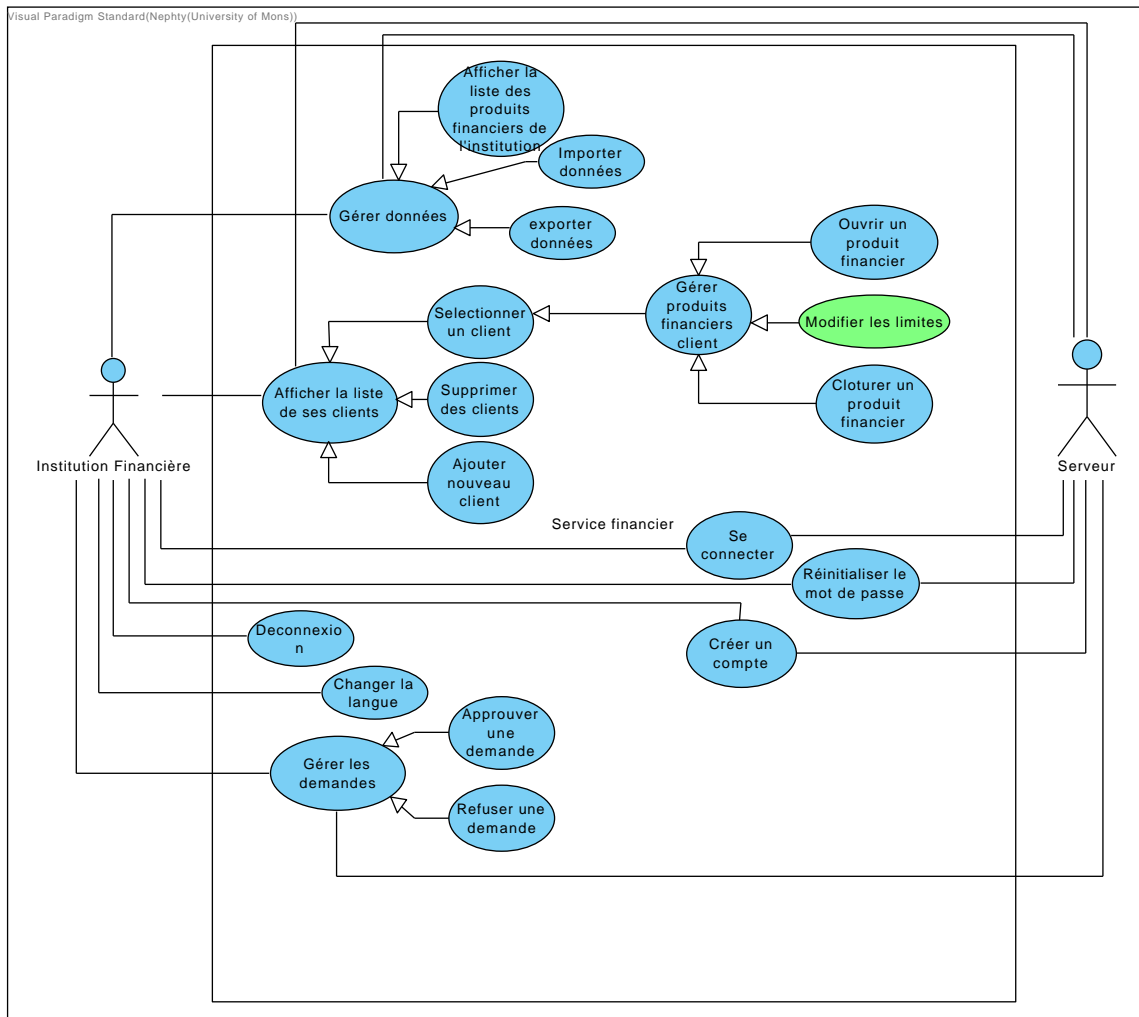 Visual Paradigm Standard(Nephty(University of Mons))
Afficher la
liste des
produits
financiers de
l'institution
Importer
données
Gérer données
exporter
données
Ouvrir un
produit
financier
Gérer
produits
financiers
client
Modifier les limites
Selectionner
un client
Afficher la liste
de ses clients
Supprimer
des clients
Cloturer un
produit
financier
Ajouter
nouveau
client
Institution Financière
Serveur
Service financier
Se
connecter
Réinitialiser le
mot de passe
Deconnexio
n
Créer un
compte
Changer la
langue
Approuver
une
demande
Gérer les
demandes
Refuser une
demande